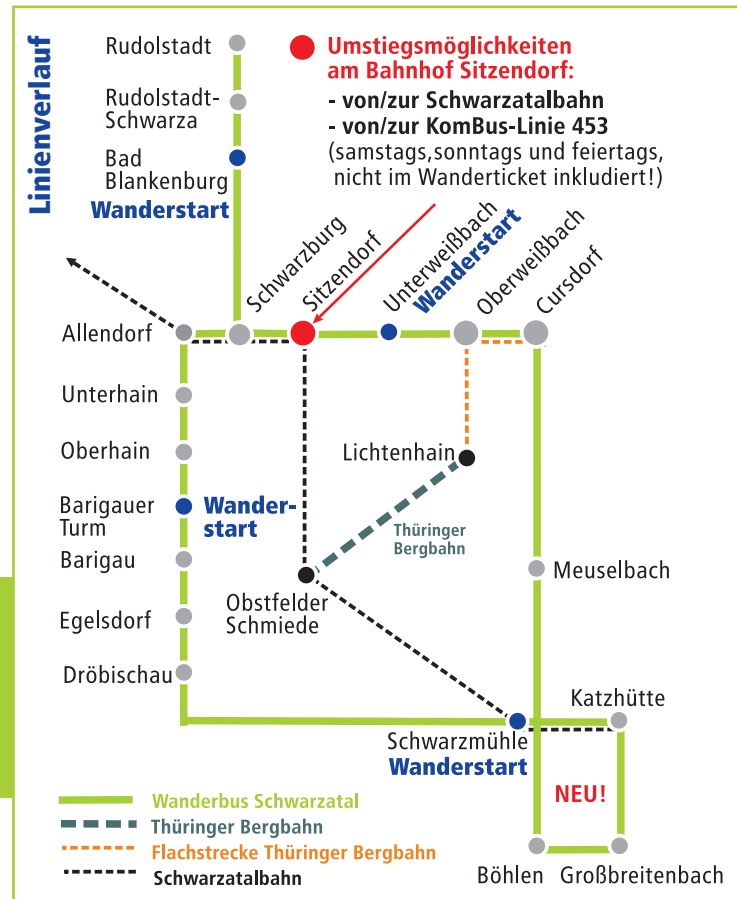 Linienverlauf
Rudolstadt
Rudolstadt-
Schwarza
Bad
Blankenburg
Wanderstart
Umstiegsmöglichkeiten
am Bahnhof Sitzendorf:
- von/zur Schwarzatalbahn
- von/zur KomBus-Linie 453
(samstags,sonntags und feiertags,
nicht im Wanderticket inkludiert!)
Schwarzburg
Sitzendorf
Unterweißbach
Wanderstart
Oberweißbach
Cursdorf
Allendorf
Unterhain
Oberhain
Barigauer
Turm
Wander-
start
Barigau
Egelsdorf
Dröbischau
Lichtenhain
Thüringer
Bergbahn
Obstfelder
Schmiede
Meuselbach
Katzhütte
Schwarzmühle
Wanderstart
NEU!
Böhlen
Großbreitenbach
Wanderbus Schwarzatal
Thüringer Bergbahn
Flachstrecke Thüringer Bergbahn
Schwarzatalbahn